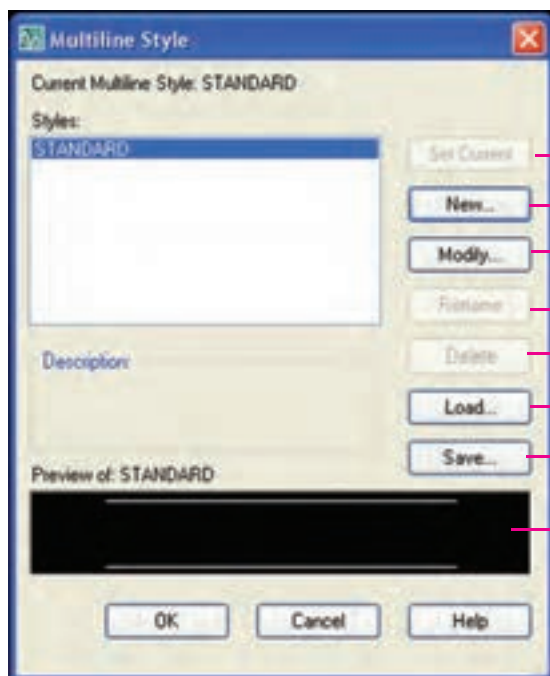 Multiline Style
Current Multiline Style: STANDARD
Styles:
STANDARD
Set Current
New...
Modify...
Rename
Delete
Description:
Load...
Save...
Preview of: STANDARD
OK
Cancel
Help